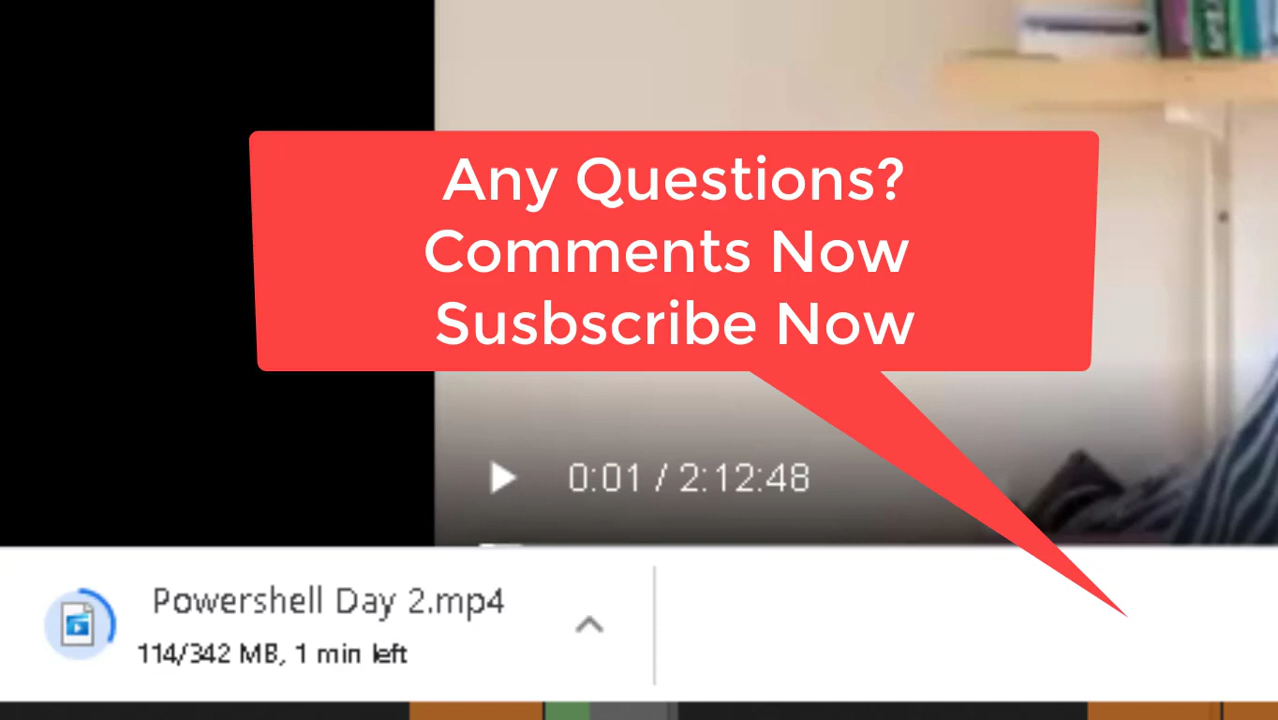 Any Questions?
Comments Now
Susbscribe Now
0:01 / 2:12:48
Powershell Day 2.mp4
114/342 MB, 1 min left